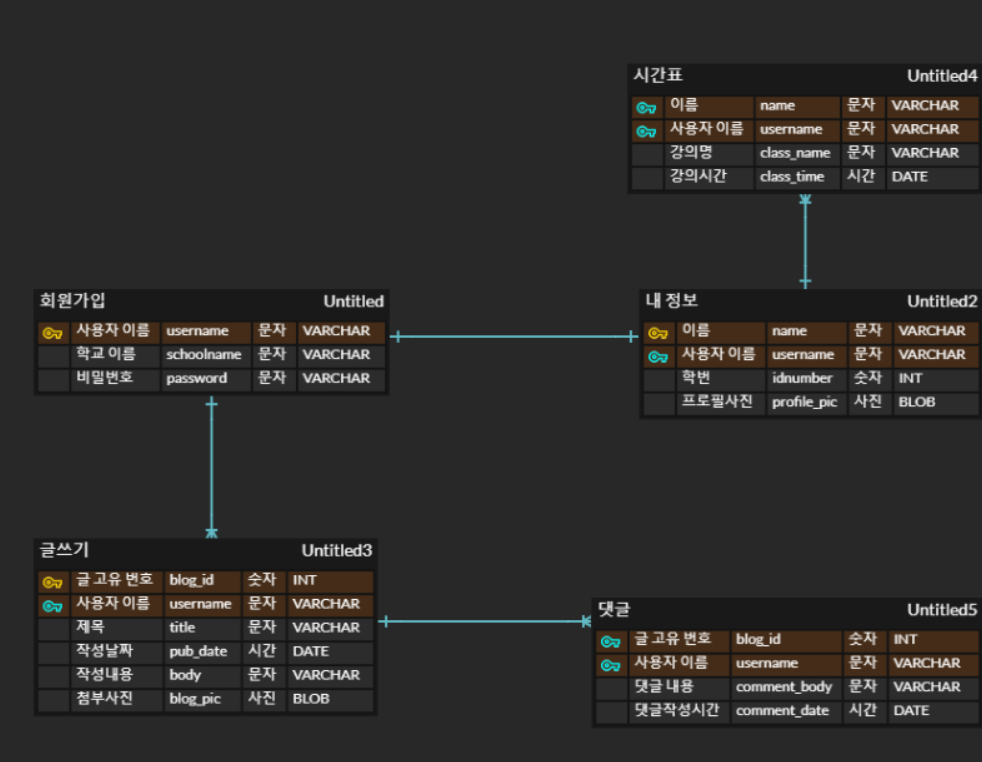 시간표 Untitled4
이름 name 문자 VARCHAR
사용자 이름 username 문자 VARCHAR
강의명 class_name 문자 VARCHAR
강의시간 class_time 시간 DATE
회원가입 Untitled
사용자 이름 username 문자 VARCHAR
학교 이름 schoolname 문자 VARCHAR
비밀번호 password 문자 VARCHAR
내 정보 Untitled2
이름 name 문자 VARCHAR
사용자 이름 username 문자 VARCHAR
학번 idnumber 숫자 INT
프로필사진 profile_pic 사진 BLOB
글쓰기 Untitled3
글 고유 번호 blog_id 숫자 INT
사용자 이름 username 문자 VARCHAR
제목 title 문자 VARCHAR
작성날짜 pub_date 시간 DATE
작성내용 body 문자 VARCHAR
첨부사진 blog_pic 사진 BLOB
댓글 Untitled5
글 고유 번호 blog_id 숫자 INT
사용자 이름 username 문자 VARCHAR
댓글 내용 comment_body 문자 VARCHAR
댓글작성시간 comment_date 시간 DATE